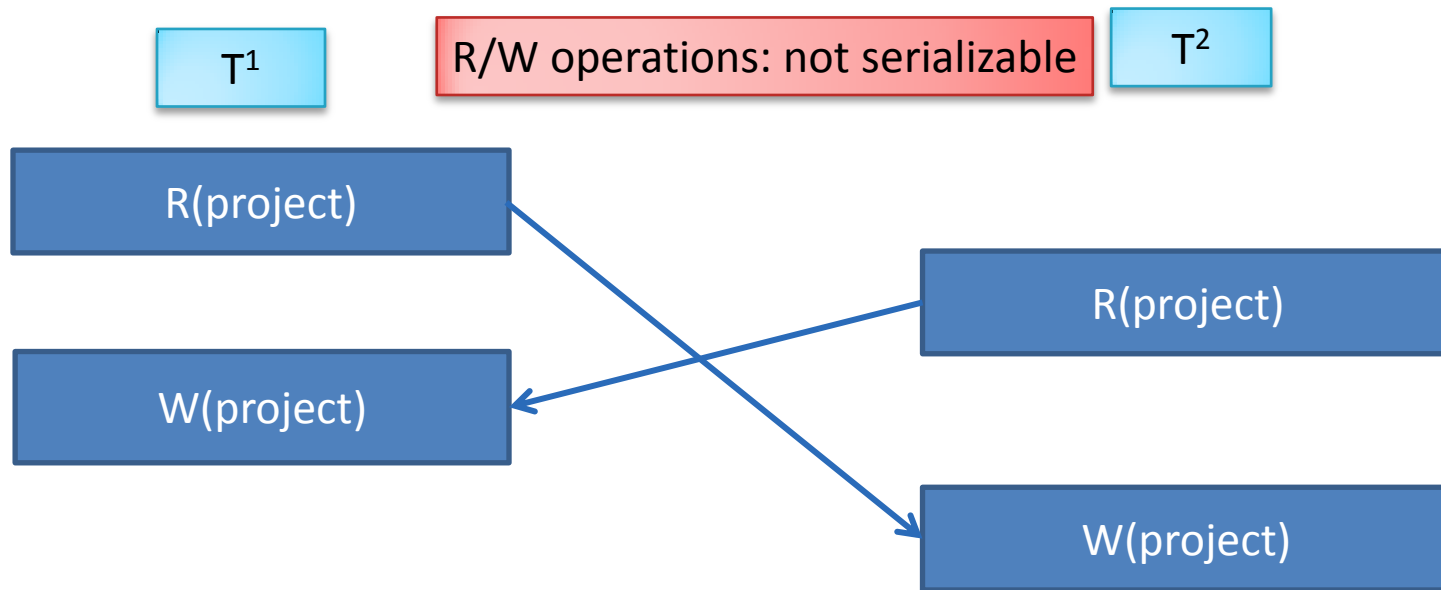 T¹
R/W operations: not serializable
T²
R(project)
R(project)
W(project)
W(project)